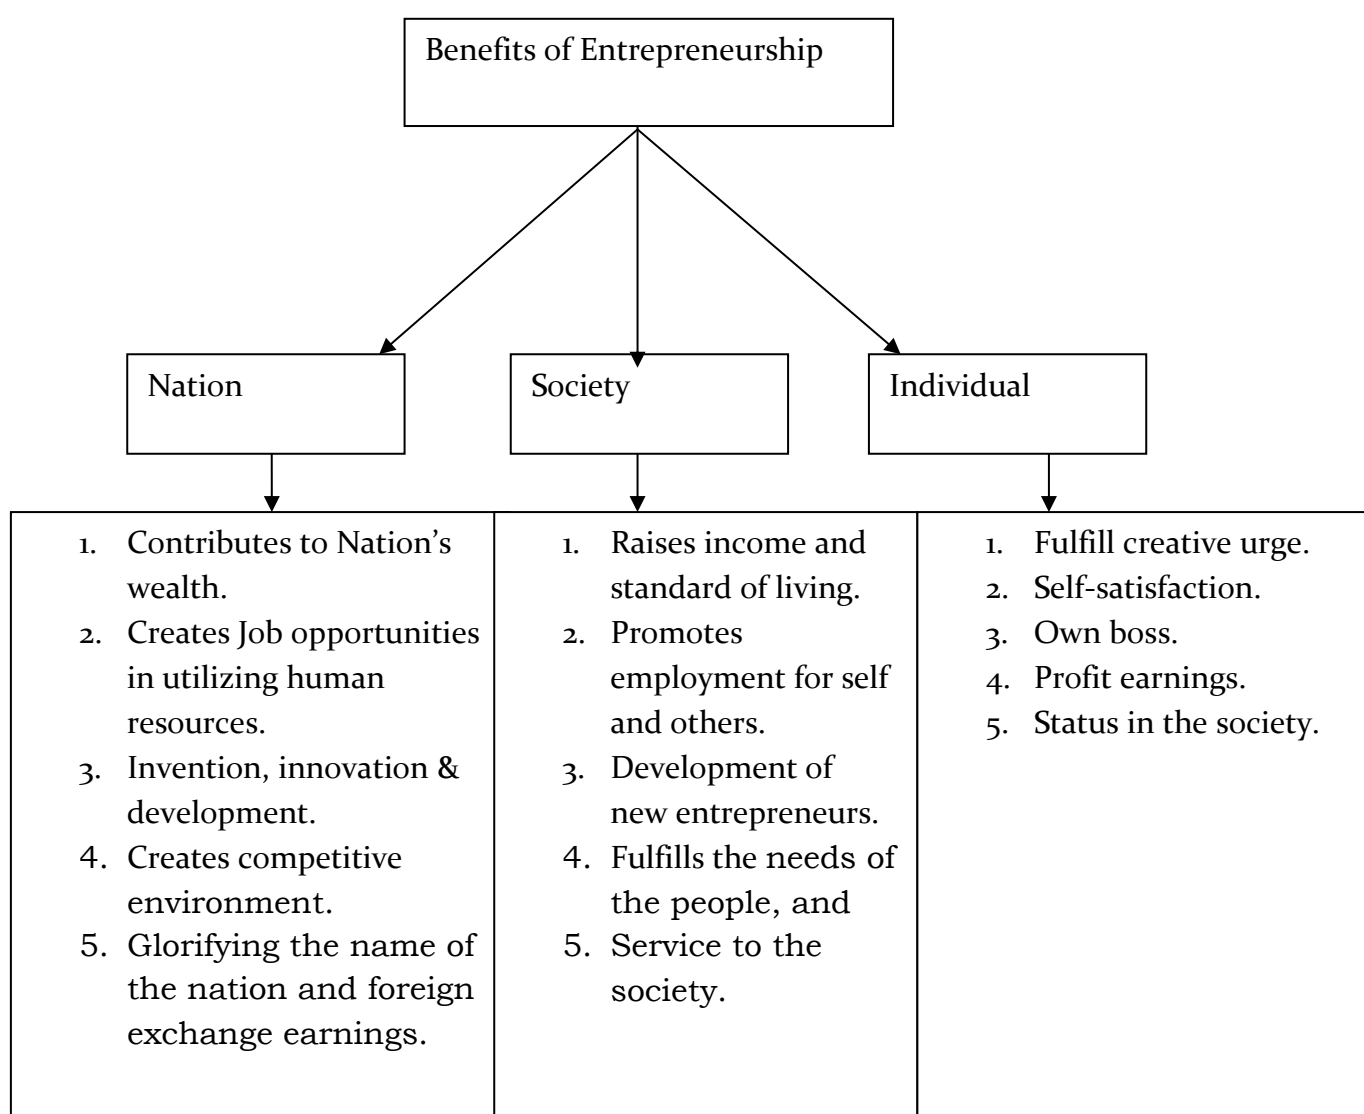 Benefits of Entrepreneurship
Nation
Society
Individual
1. Contributes to Nation’s
wealth.
2. Creates Job opportunities
in utilizing human
resources.
3. Invention, innovation &
development.
4. Creates competitive
environment.
5. Glorifying the name of
the nation and foreign
exchange earnings.
1. Raises income and
standard of living.
2. Promotes
employment for self
and others.
3. Development of
new entrepreneurs.
4. Fulfills the needs of
the people, and
5. Service to the
society.
1. Fulfill creative urge.
2. Self-satisfaction.
3. Own boss.
4. Profit earnings.
5. Status in the society.